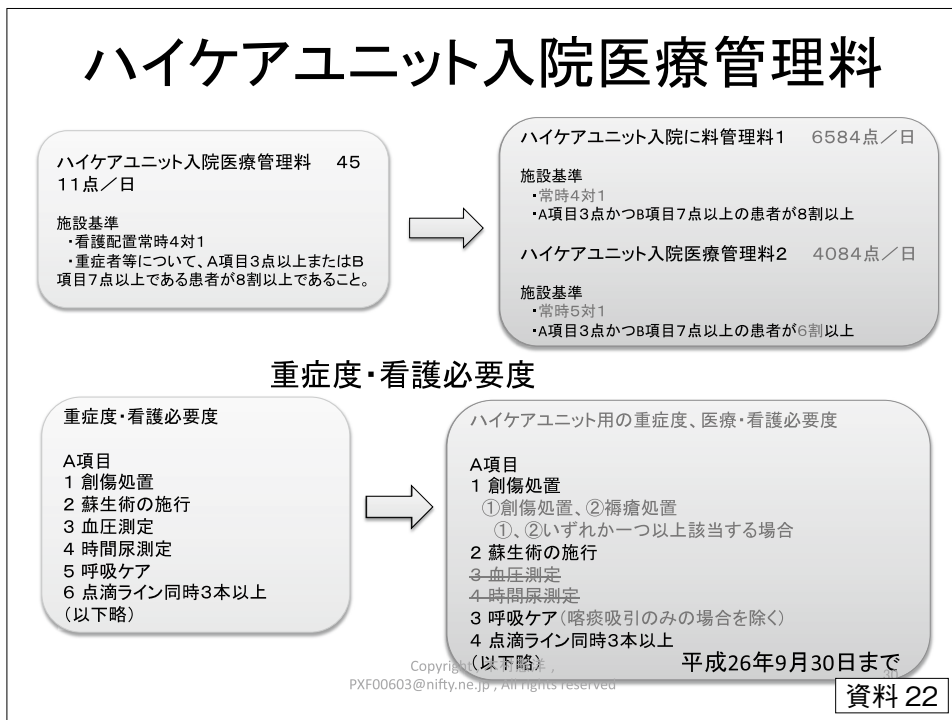 ハイケアユニット入院医療管理料
ハイケアユニット入院医療管理料　45
11点／日
施設基準
・看護配置常時4対1
・重症者等について、A項目3点以上またはB
項目7点以上である患者が8割以上であること。
ハイケアユニット入院に料管理料1　6584点／日
施設基準
・常時4対1
・A項目3点かつB項目7点以上の患者が8割以上
ハイケアユニット入院医療管理料2　4084点／日
施設基準
・常時5対1
・A項目3点かつB項目7点以上の患者が6割以上
重症度・看護必要度
重症度・看護必要度
A項目
1 創傷処置
2 蘇生術の施行
3 血圧測定
4 時間尿測定
5 呼吸ケア
6 点滴ライン同時3本以上
（以下略）
ハイケアユニット用の重症度、医療・看護必要度
A項目
1 創傷処置
①創傷処置、②褥瘡処置
①、②いずれか一つ以上該当する場合
2 蘇生術の施行
3 血圧測定
4 時間尿測定
3 呼吸ケア（喀痰吸引のみの場合を除く）
4 点滴ライン同時3本以上
（以下略）
平成26年9月30日まで
Copyright
PXF00603@nifty.ne.jp , All rights reserved
資料 22